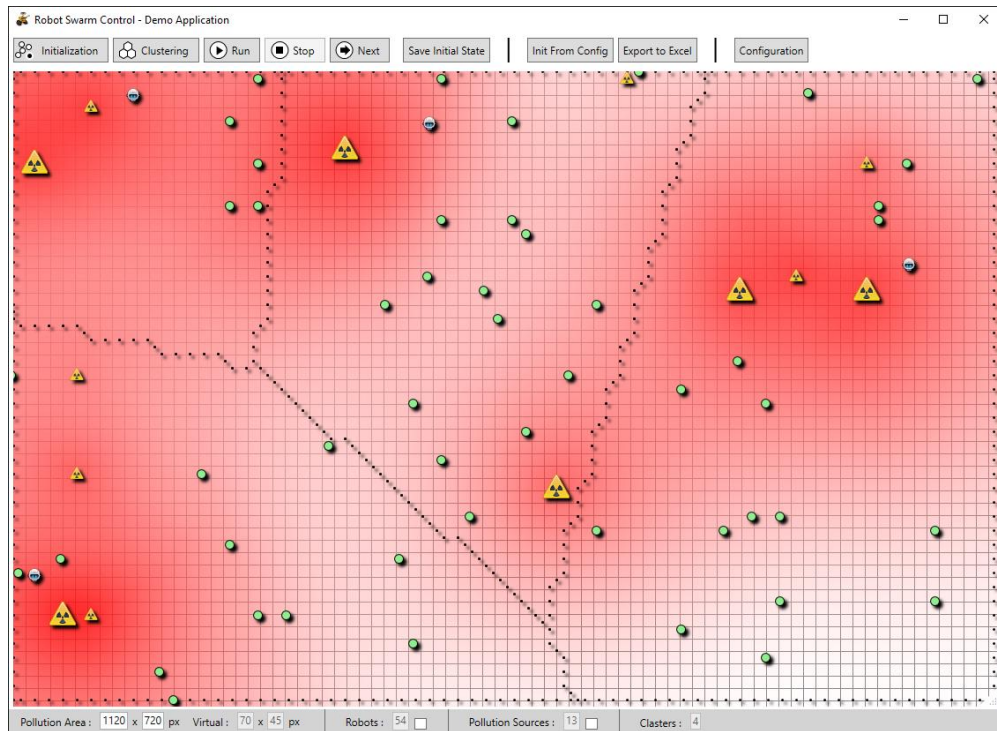 Robot Swarm Control - Demo Application
Initialization Clustering Run Stop Next Save Initial State Init From Config Export to Excel Configuration
Pollution Area : 1120 x 720 px Virtual : 70 x 45 px Robots : 54 Pollution Sources : 13 Clasters : 4